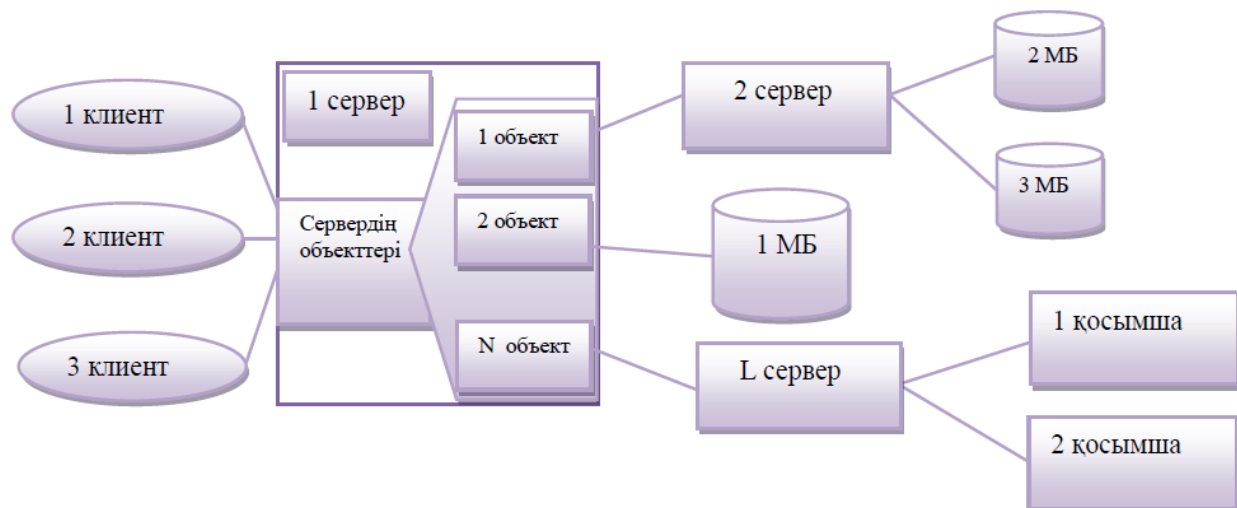 1 клиент
2 клиент
3 клиент
1 сервер
Сервердің
объекттері
1 объект
2 объект
N объект
2 сервер
1 МБ
L сервер
2 МБ
3 МБ
1 қосымша
2 қосымша